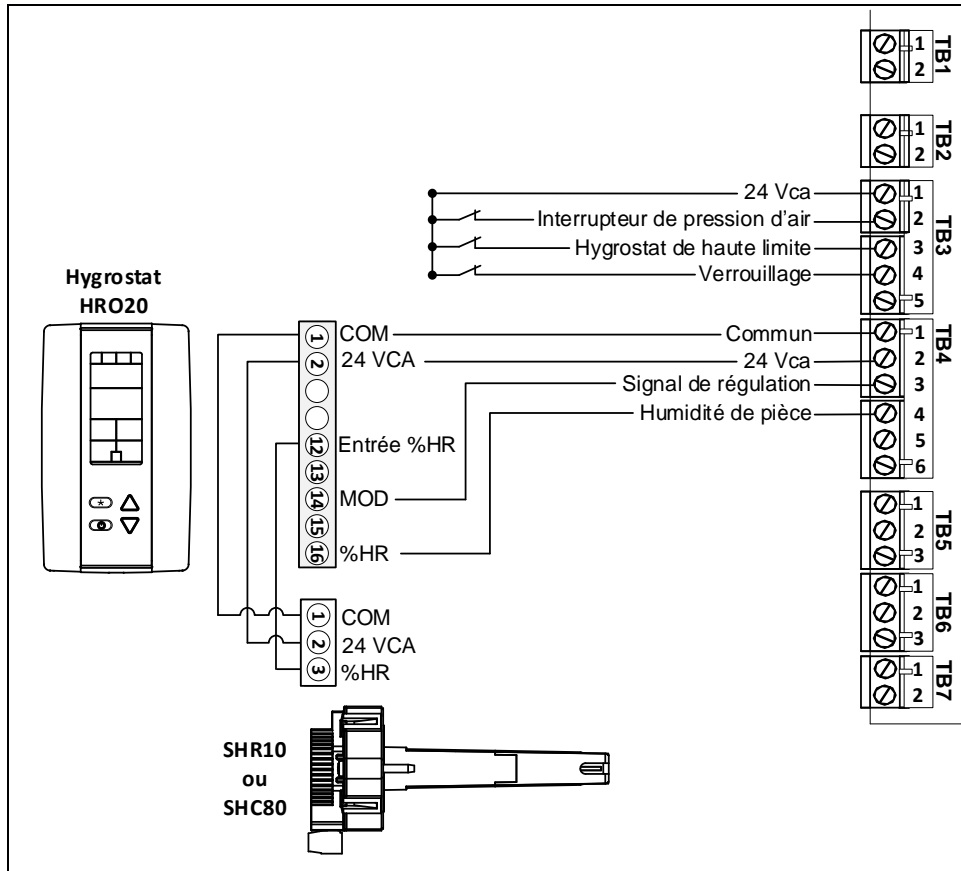 1
2
TB1
1
2
TB2
24 Vca
1
Interrupteur de pression d’air
2
Hygrostat de haute limite
3
Verrouillage
4
5
TB3
Hygrostat
HRO20
1 COM
Commun
1
2 24 VCA
24 Vca
2
Signal de régulation
3
Humidité de pièce
4
5
6
TB4
12 Entrée %HR
13
14 MOD
15
16 %HR
1
2
3
TB5
1
2
3
TB6
1
2
TB7
1 COM
2 24 VCA
3 %HR
SHR10
ou
SHC80